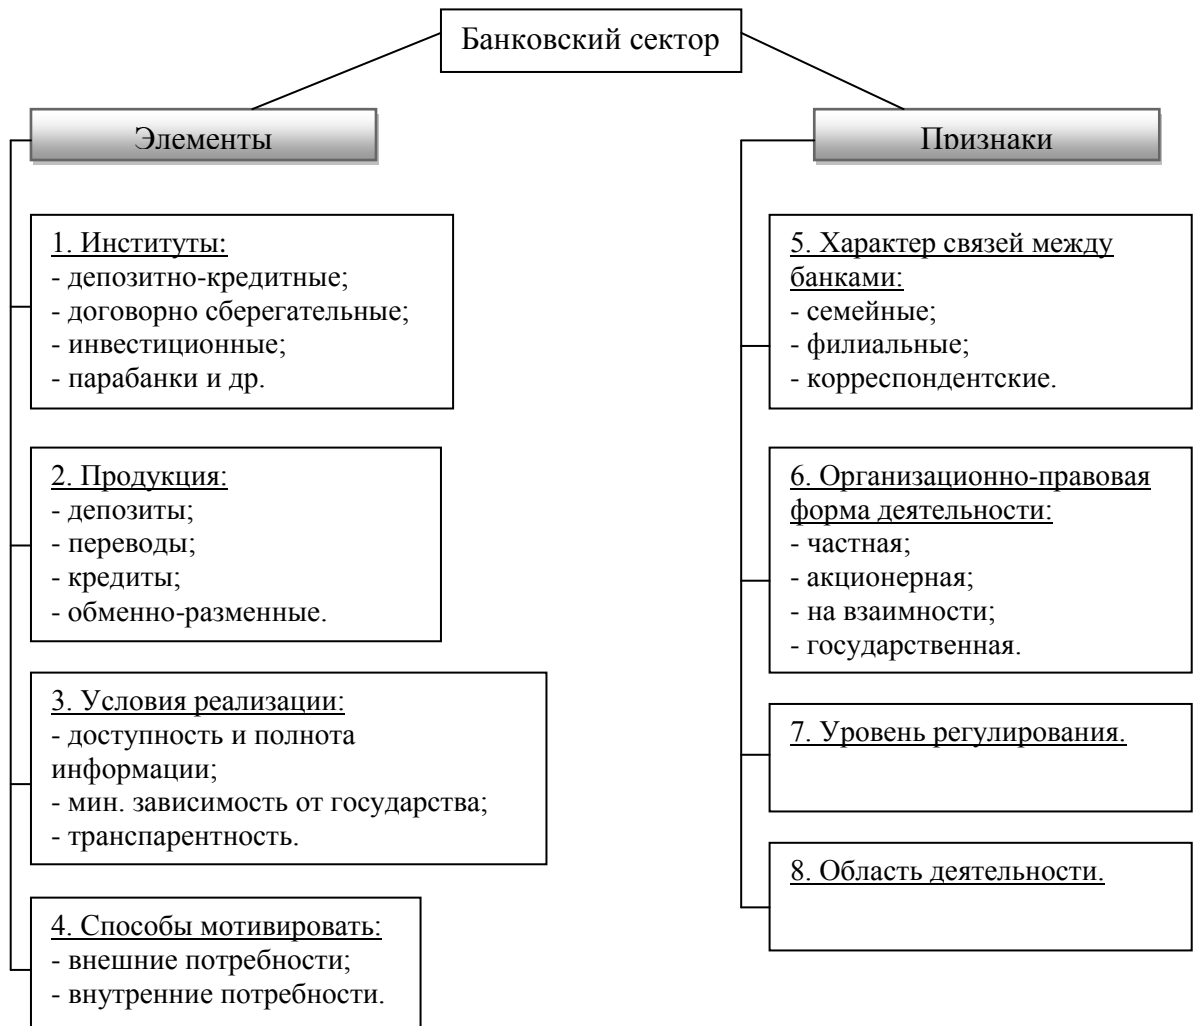 Банковский сектор
Элементы
Признаки
1. Институты:
- депозитно-кредитные;
- договорно сберегательные;
- инвестиционные;
- парабанки и др.
2. Продукция:
- депозиты;
- переводы;
- кредиты;
- обменно-разменные.
3. Условия реализации:
- доступность и полнота
информации;
- мин. зависимость от государства;
- транспарентность.
4. Способы мотивировать:
- внешние потребности;
- внутренние потребности.
5. Характер связей между
банками:
- семейные;
- филиальные;
- корреспондентские.
6. Организационно-правовая
форма деятельности:
- частная;
- акционерная;
- на взаимности;
- государственная.
7. Уровень регулирования.
8. Область деятельности.